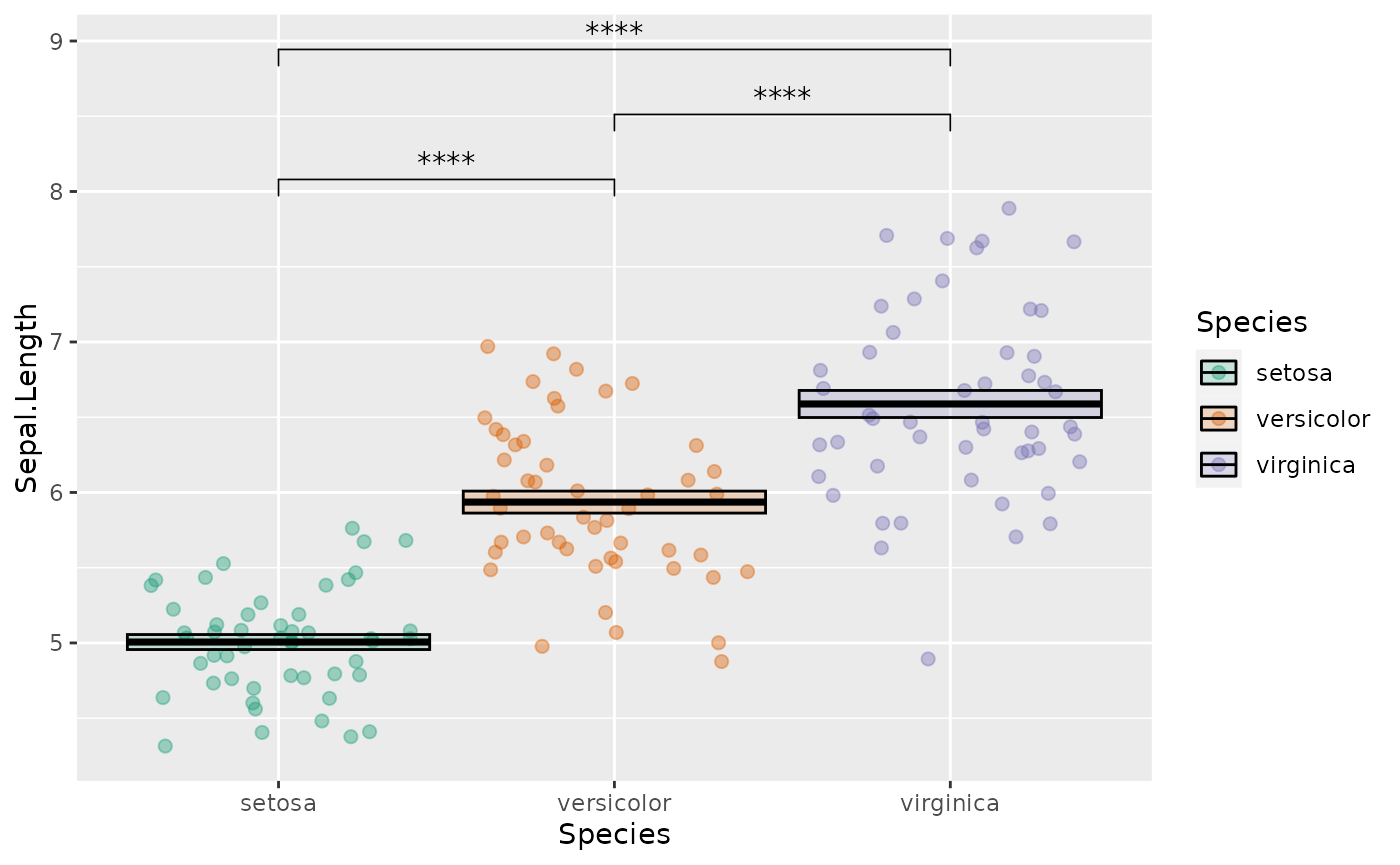 ****
****
****
9
8
7
6
5
Sepal.Length
setosa
versicolor
virginica
Species
Species
setosa
versicolor
virginica